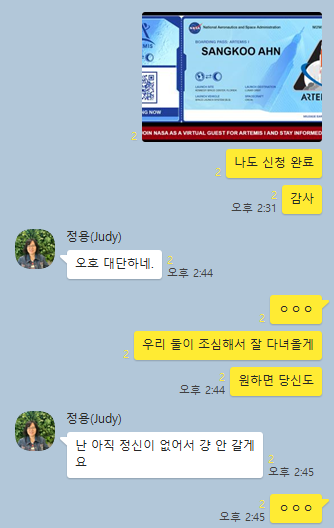 National Aeronautics and Space Administration
BOARDING PASS: ARTEMIS I
SANGKOO AHN
ARTEM
NG NOW
JOIN NASA AS A VIRTUAL GUEST FOR ARTEMIS I AND STAY INFORMED
2
나도 신청 완료
2
감사
2
오후 2:31
정용(Judy)
오호 대단하네.
2
오후 2:44
ㅇㅇㅇ
2
우리 둘이 조심해서 잘 다녀올게
2
원하면 당신도
2
오후 2:44
정용(Judy)
난 아직 정신이 없어서 걍 안 갈게
요
2
오후 2:45
ㅇㅇㅇ
2
오후 2:45